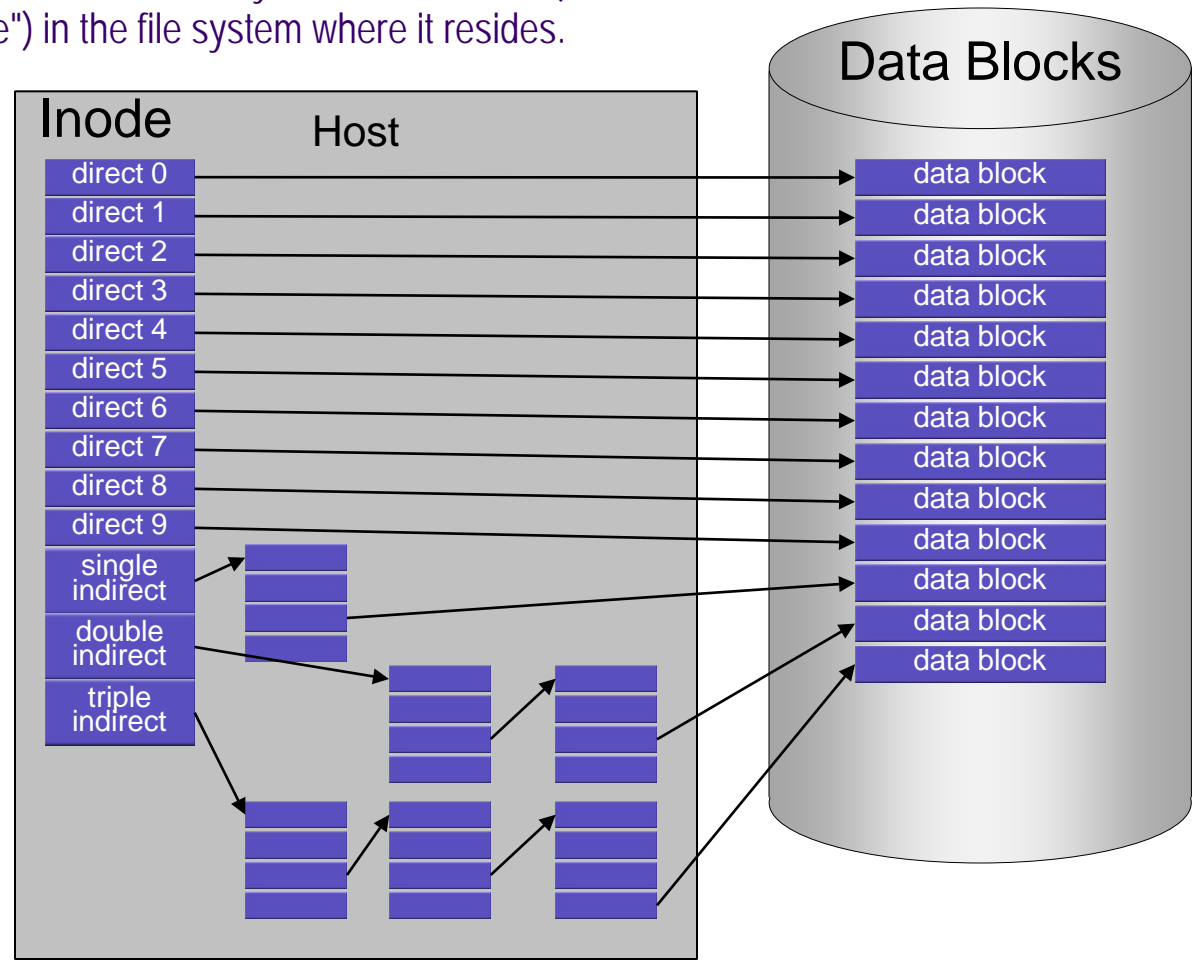 e") in the file system where it resides.
Data Blocks
Inode
Host
direct 0
data block
direct 1
data block
direct 2
data block
direct 3
data block
direct 4
data block
direct 5
data block
direct 6
data block
direct 7
data block
direct 8
data block
direct 9
data block
single
indirect
data block
double
indirect
data block
triple
indirect
data block